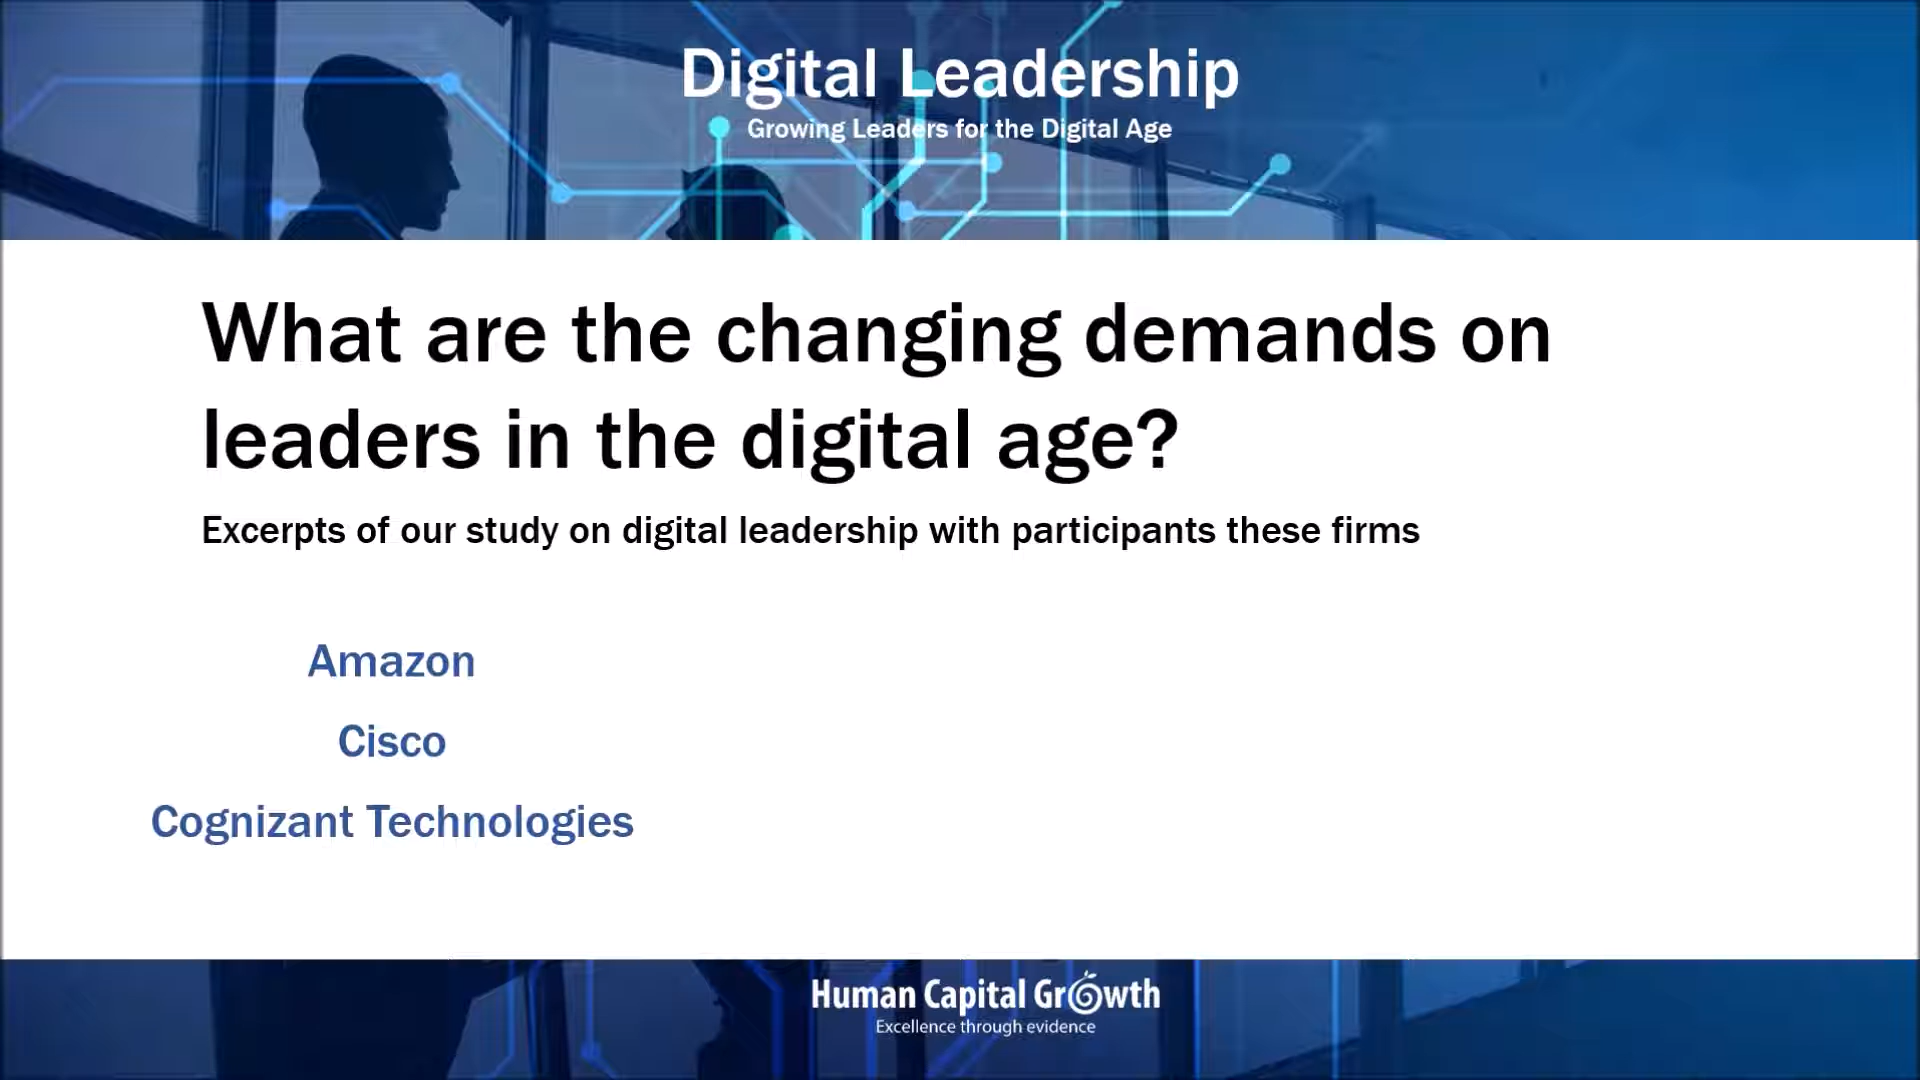 Digital Leadership
Growing Leaders for the Digital Age
What are the changing demands on
leaders in the digital age?
Excerpts of our study on digital leadership with participants these firms
Amazon
Cisco
Cognizant Technologies
Human Capital Growth
Excellence through evidence